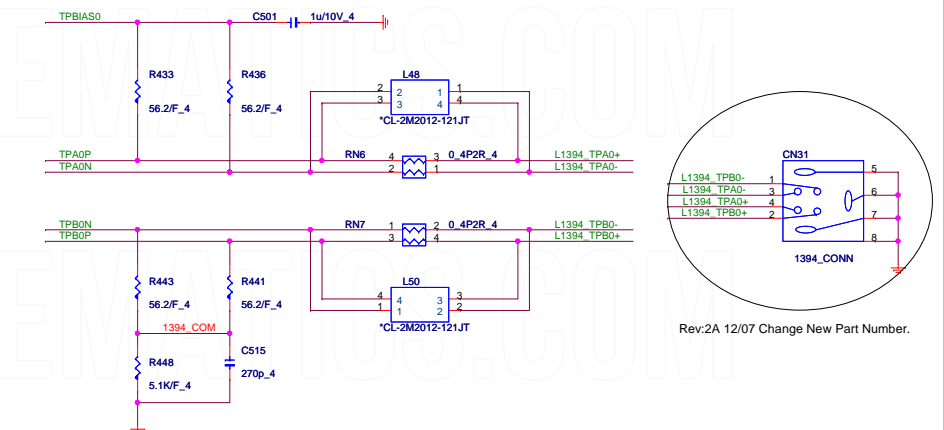 TPBIAS0
C501 1u/10V_4
R433
56.2/F_4
R436
56.2/F_4
L48
2 2 1 1
3 3 4 4
*CL-2M2012-121JT
TPA0P RN6 4 3 0_4P2R_4 L1394_TPA0+
TPA0N 2 1 L1394_TPA0-
TPB0N RN7 1 2 0_4P2R_4 L1394_TPB0-
TPB0P 3 4 L1394_TPB0+
R443
56.2/F_4
R441
56.2/F_4
L50
4 4 3 3
1 1 2 2
*CL-2M2012-121JT
1394_COM
R448
5.1K/F_4
C515
270p_4
CN31
L1394_TPB0- 1
L1394_TPA0- 3
L1394_TPA0+ 4
L1394_TPB0+ 2
5
6
7
8
1394_CONN
Rev:2A 12/07 Change New Part Number.
EMATICS.COM
EMATICS.COM